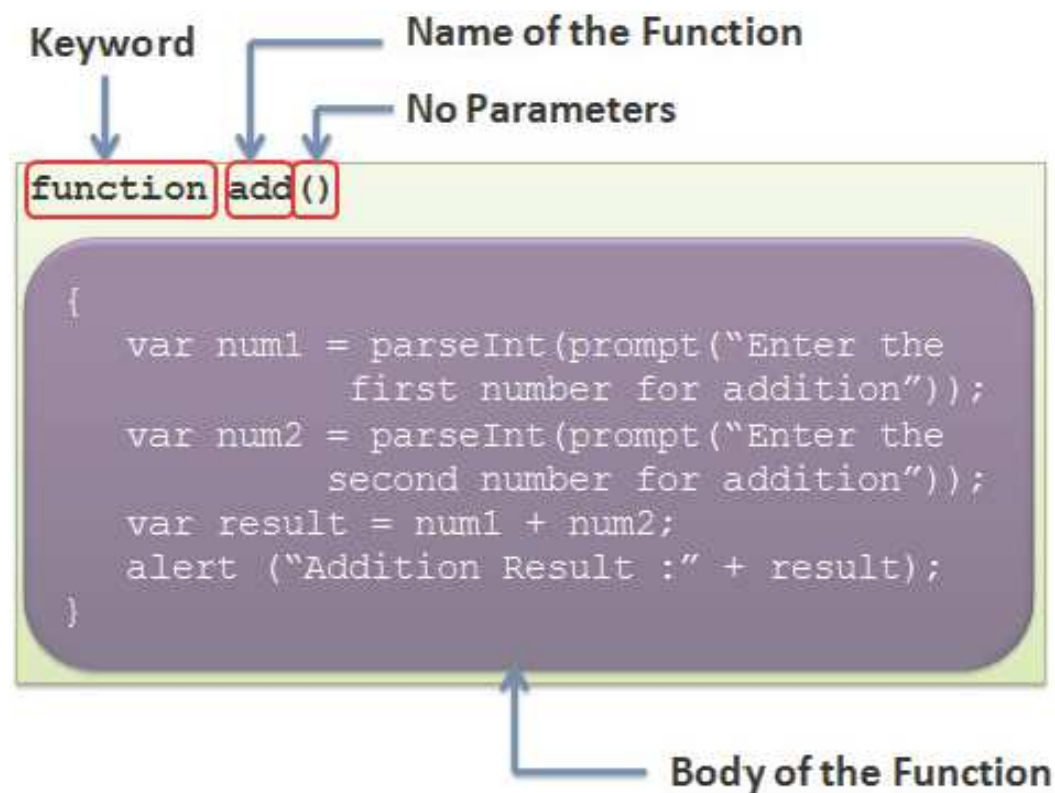 Keyword
Name of the Function
No Parameters
function add()
{
var num1 = parseInt(prompt(“Enter the
first number for addition”));
var num2 = parseInt(prompt(“Enter the
second number for addition”));
var result = num1 + num2;
alert (“Addition Result :” + result);
}
Body of the Function